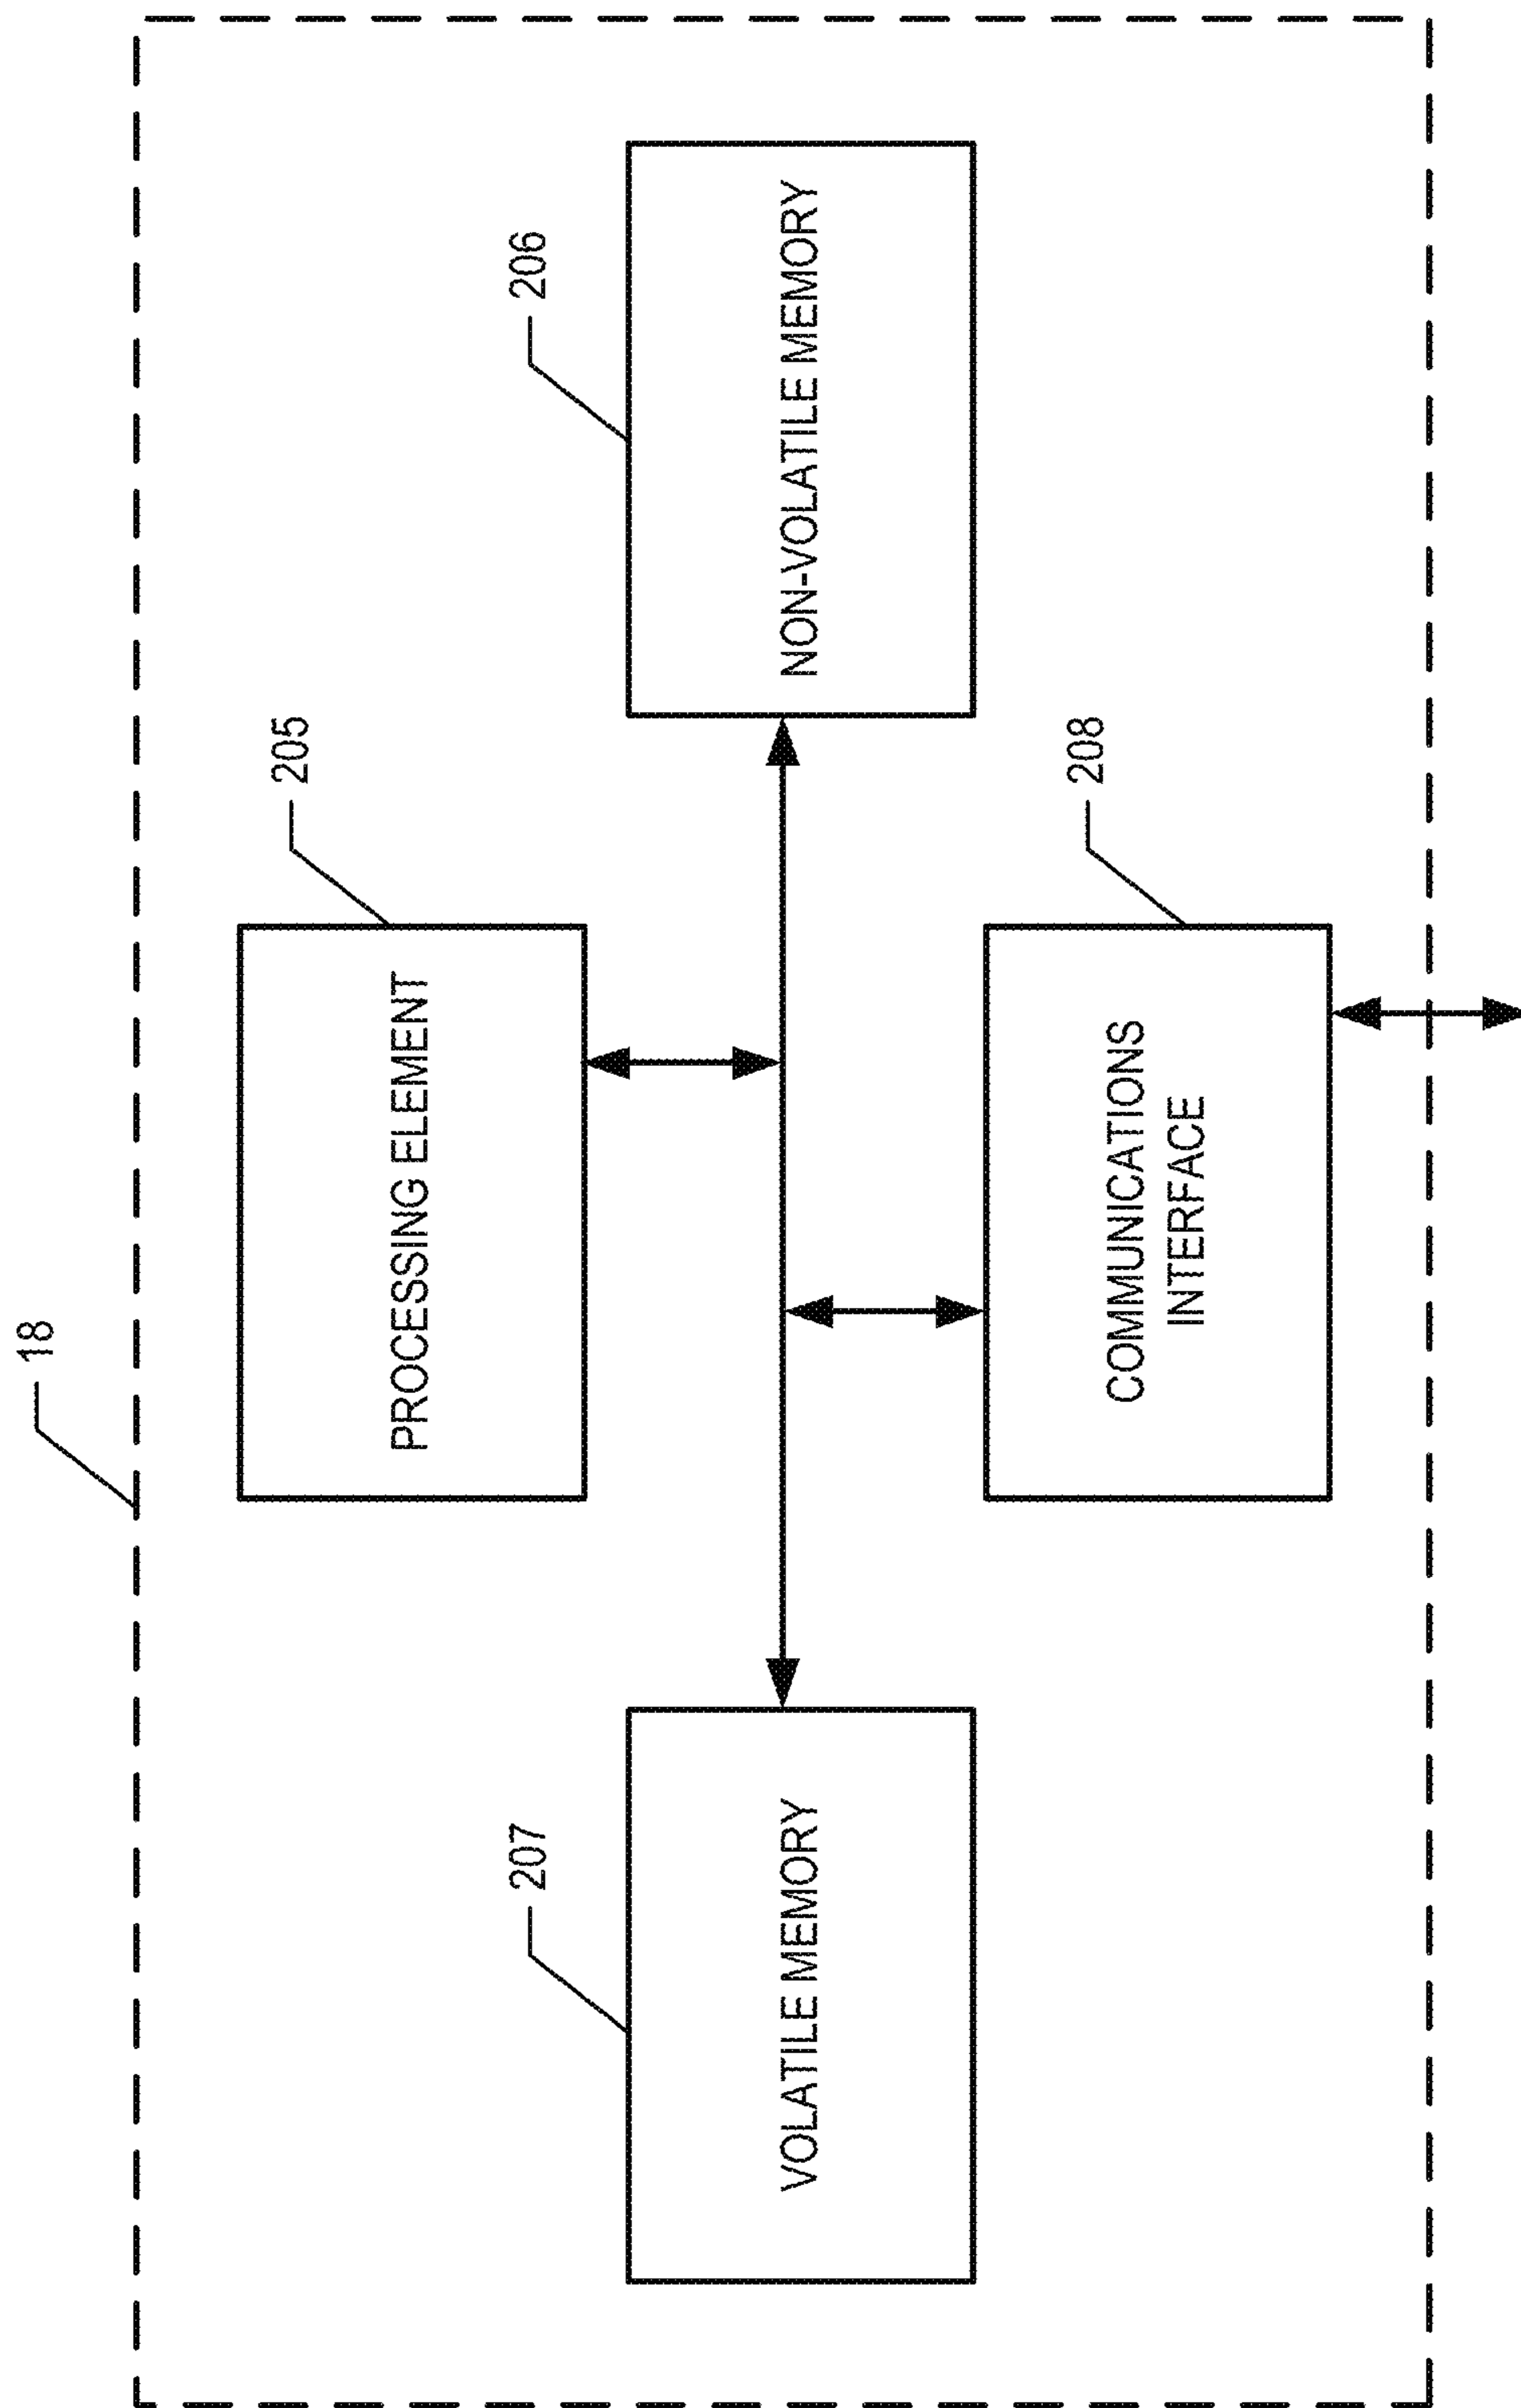 18
205
PROCESSING ELEMENT
207
206
VOLATILE MEMORY
NON-VOLATILE MEMORY
208
COMMUNICATIONS
INTERFACE